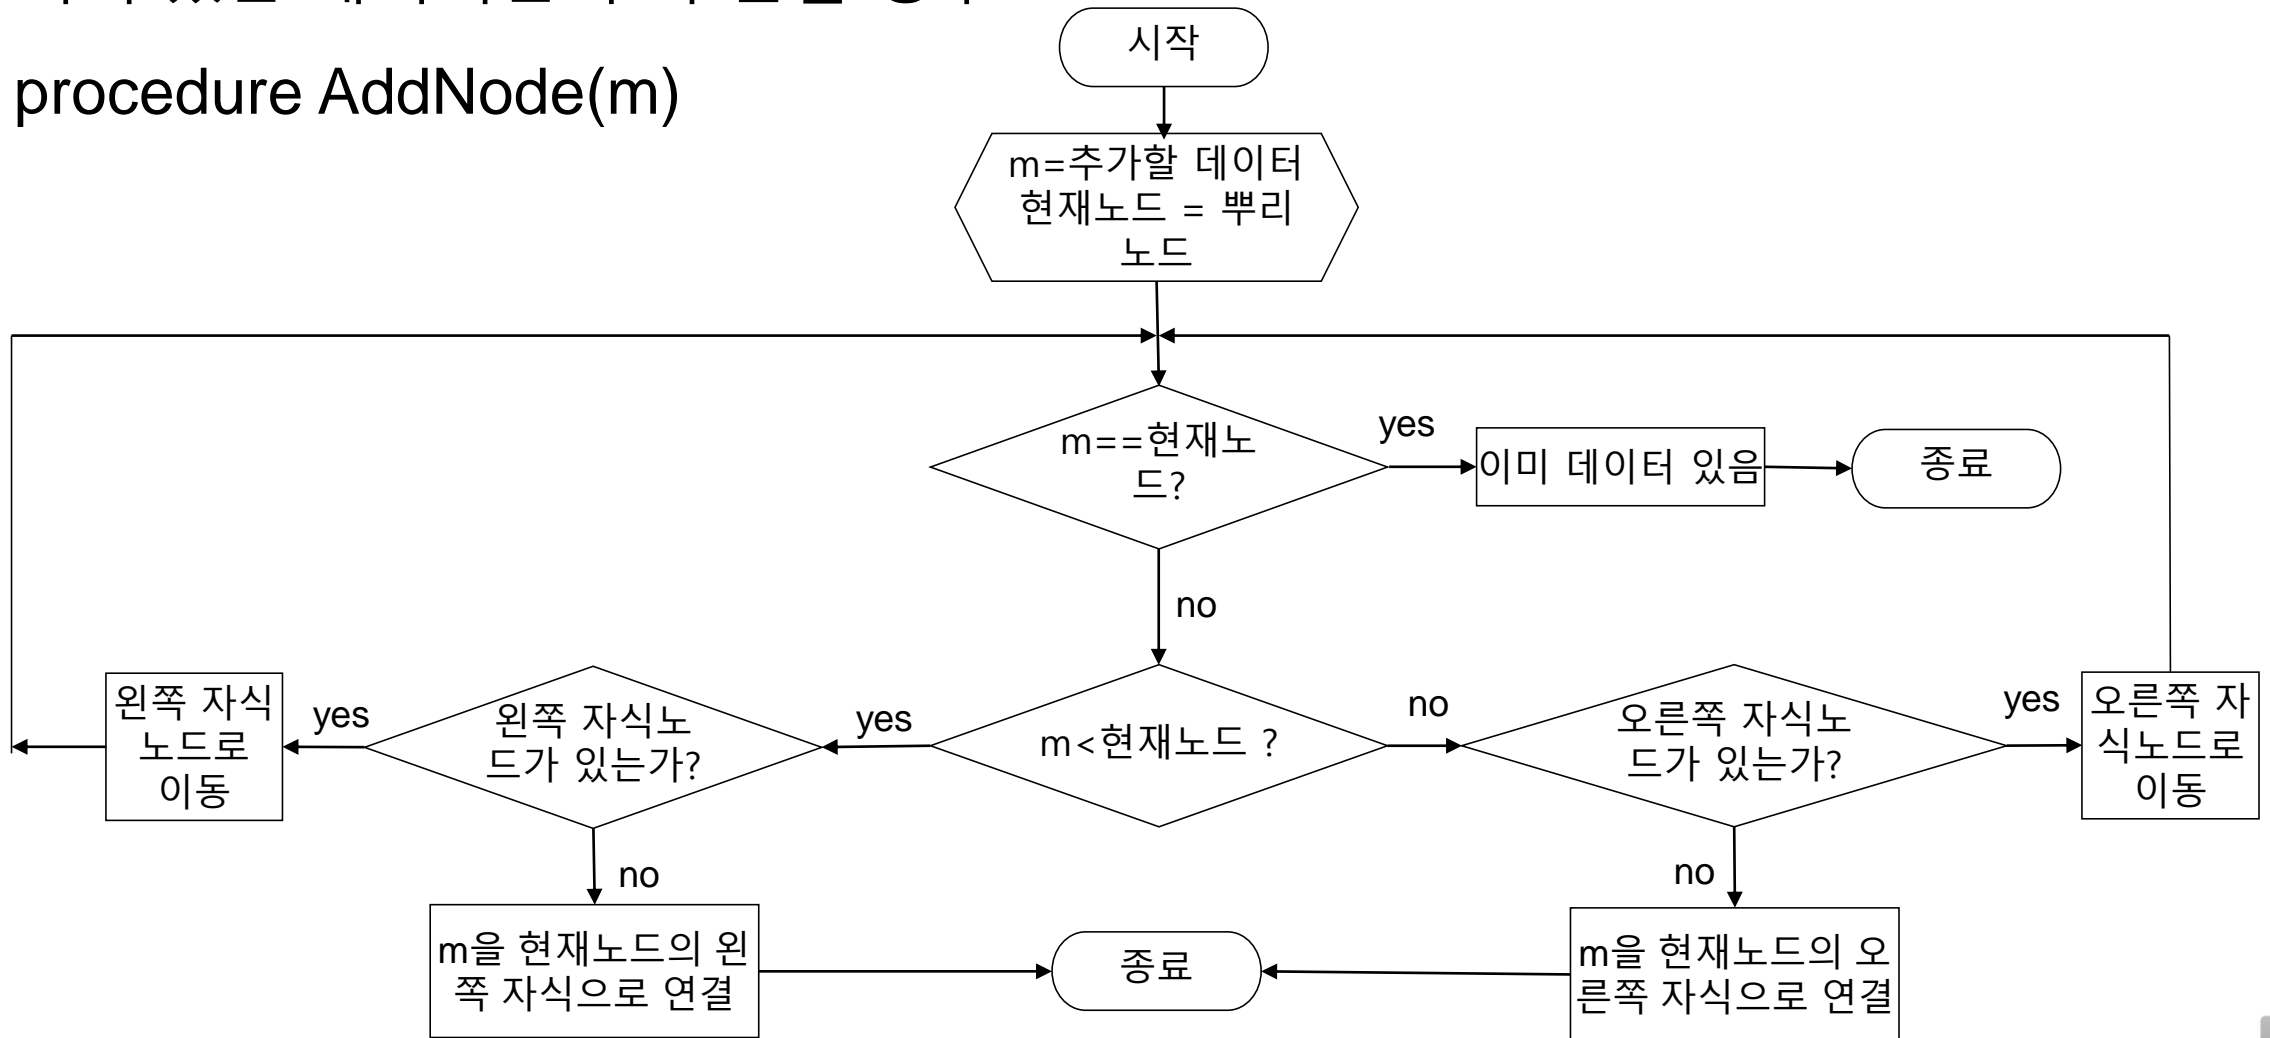 procedure AddNode(m)
시작
m=추가할 데이터
현재노드 = 뿌리
노드
m==현재노
드?
yes
이미 데이터 있음
종료
no
왼쪽 자식
노드로
이동
yes
왼쪽 자식노
드가 있는가?
yes
m<현재노드 ?
no
오른쪽 자식노
드가 있는가?
yes
오른쪽 자
식노드로
이동
no
no
m을 현재노드의 왼
쪽 자식으로 연결
종료
m을 현재노드의 오
른쪽 자식으로 연결